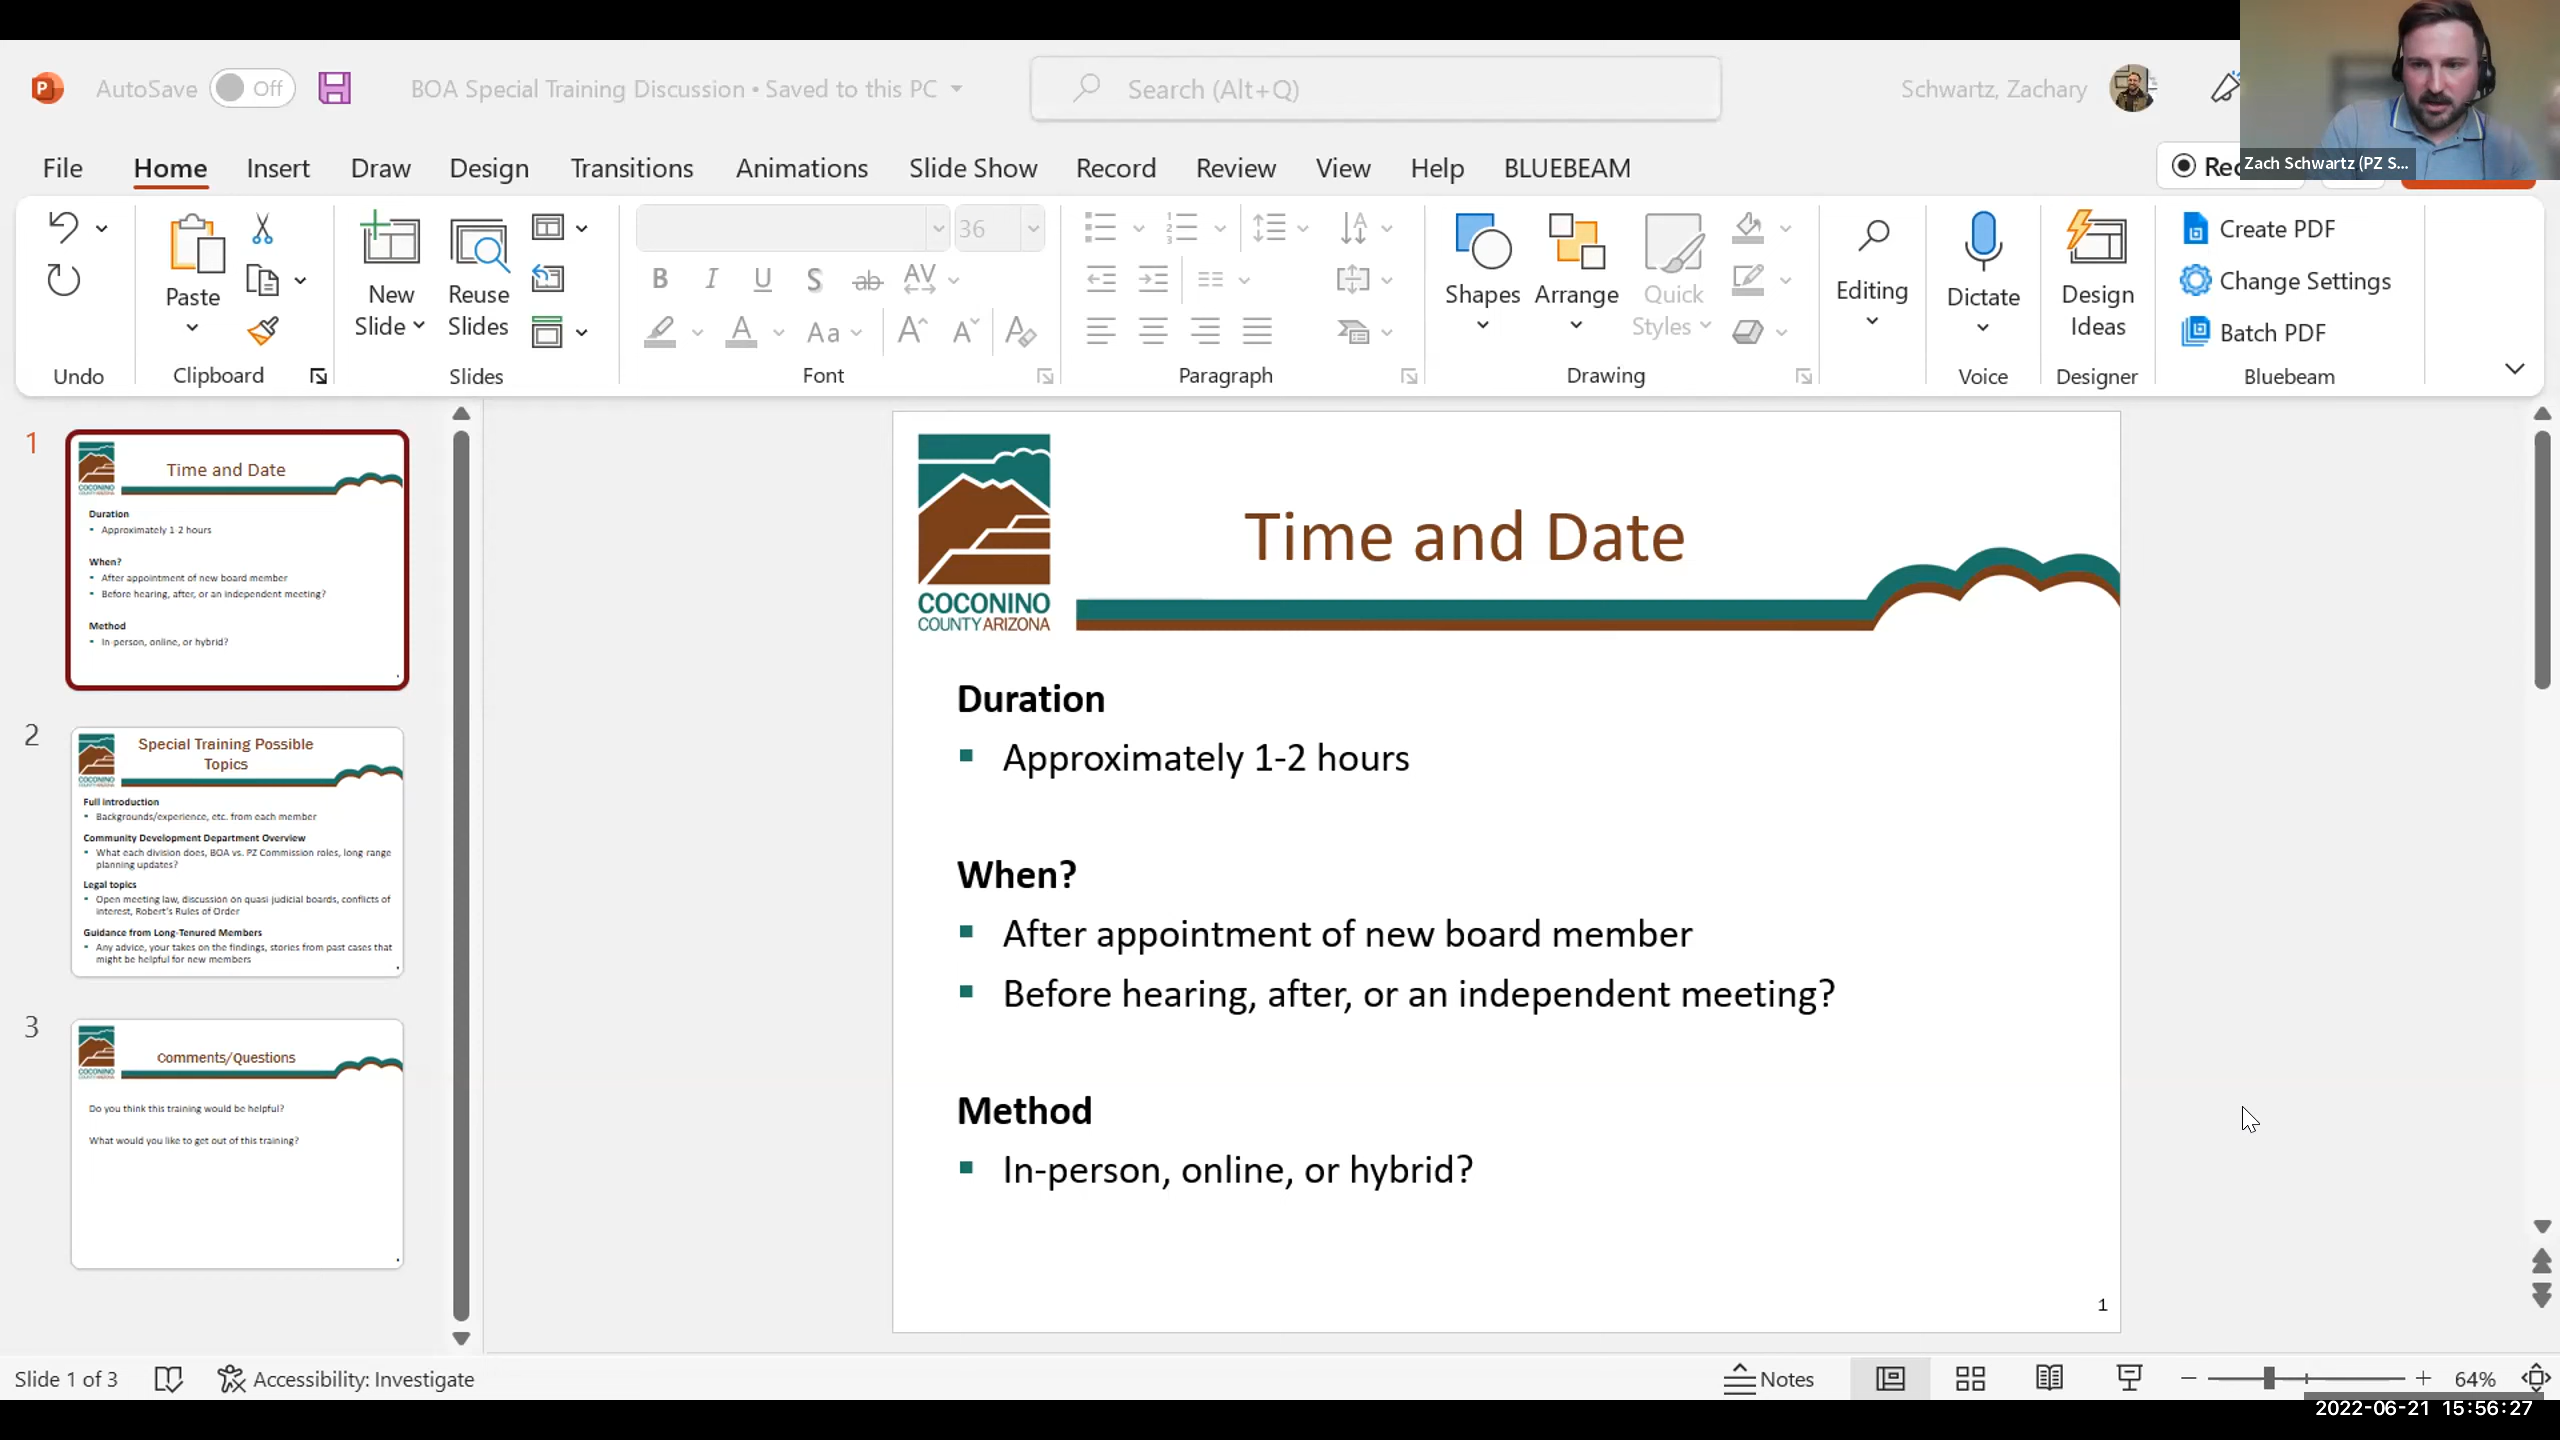 AutoSave Off BOA Special Training Discussion • Saved to this PC Search (Alt+Q) Schwartz, Zachary
File Home Insert Draw Design Transitions Animations Slide Show Record Review View Help BLUEBEAM
Zach Schwartz (PZ S...
Undo
Paste
Clipboard
New Slide
Reuse Slides
Slides
36
B I U S ab AV
A Aa A A A
Font
Paragraph
Shapes
Arrange
Quick Styles
Drawing
Editing
Dictate
Voice
Design Ideas
Designer
Create PDF
Change Settings
Batch PDF
Bluebeam
1
Time and Date
COCONINO
Duration
Approximately 1-2 hours
When?
After appointment of new board member
Before hearing, after, or an independent meeting?
Method
In-person, online, or hybrid?
2
Special Training Possible
Topics
COCONINO
Full introduction
Backgrounds/experience, etc. from each member
Community Development Department Overview
What each division does, BOA vs. PZ Commission roles, long range
planning updates?
Legal topics
Open meeting law, discussion on quasi judicial boards, conflicts of
interest, Robert's Rules of Order
Guidance from Long-Tenured Members
Any advice, your takes on the findings, stories from past cases that
might be helpful for new members
3
Comments/Questions
COCONINO
Do you think this training would be helpful?
What would you like to get out of this training?
COCONINO
COUNTY ARIZONA
Time and Date
Duration
Approximately 1-2 hours
When?
After appointment of new board member
Before hearing, after, or an independent meeting?
Method
In-person, online, or hybrid?
1
Slide 1 of 3 Accessibility: Investigate Notes 64%
2022-06-21 15:56:27